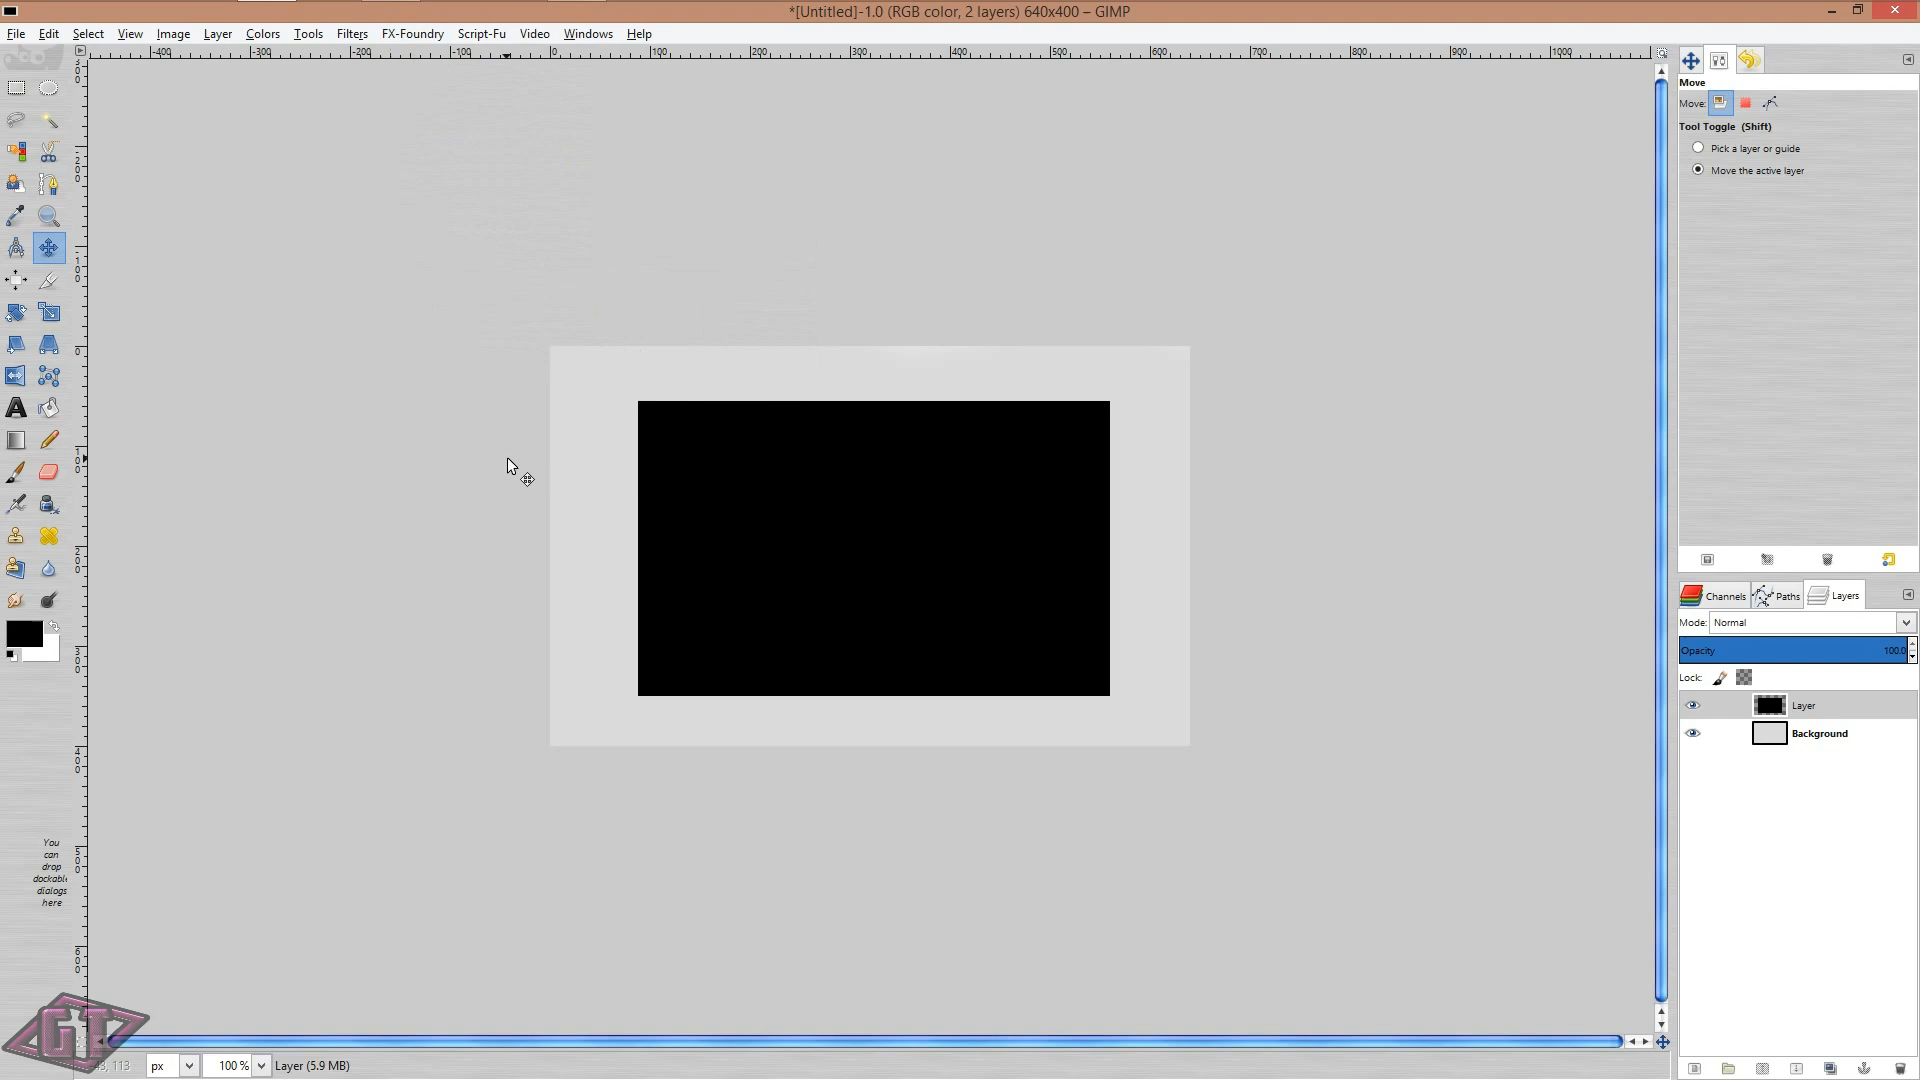 *[Untitled]-1.0 (RGB color, 2 layers) 640x400 – GIMP
File Edit Select View Image Layer Colors Tools Filters FX-Foundry Script-Fu Video Windows Help
-400 -300 -200 -100 0 100 200 300 400 500 600 700 800 900 1000
Move
Move:
Tool Toggle (Shift)
Pick a layer or guide
Move the active layer
Channels Paths Layers
Mode: Normal
Opacity 100.0
Lock:
Layer
Background
You
can
drop
dockabl
dialogs
here
GT
113 px 100 % Layer (5.9 MB)